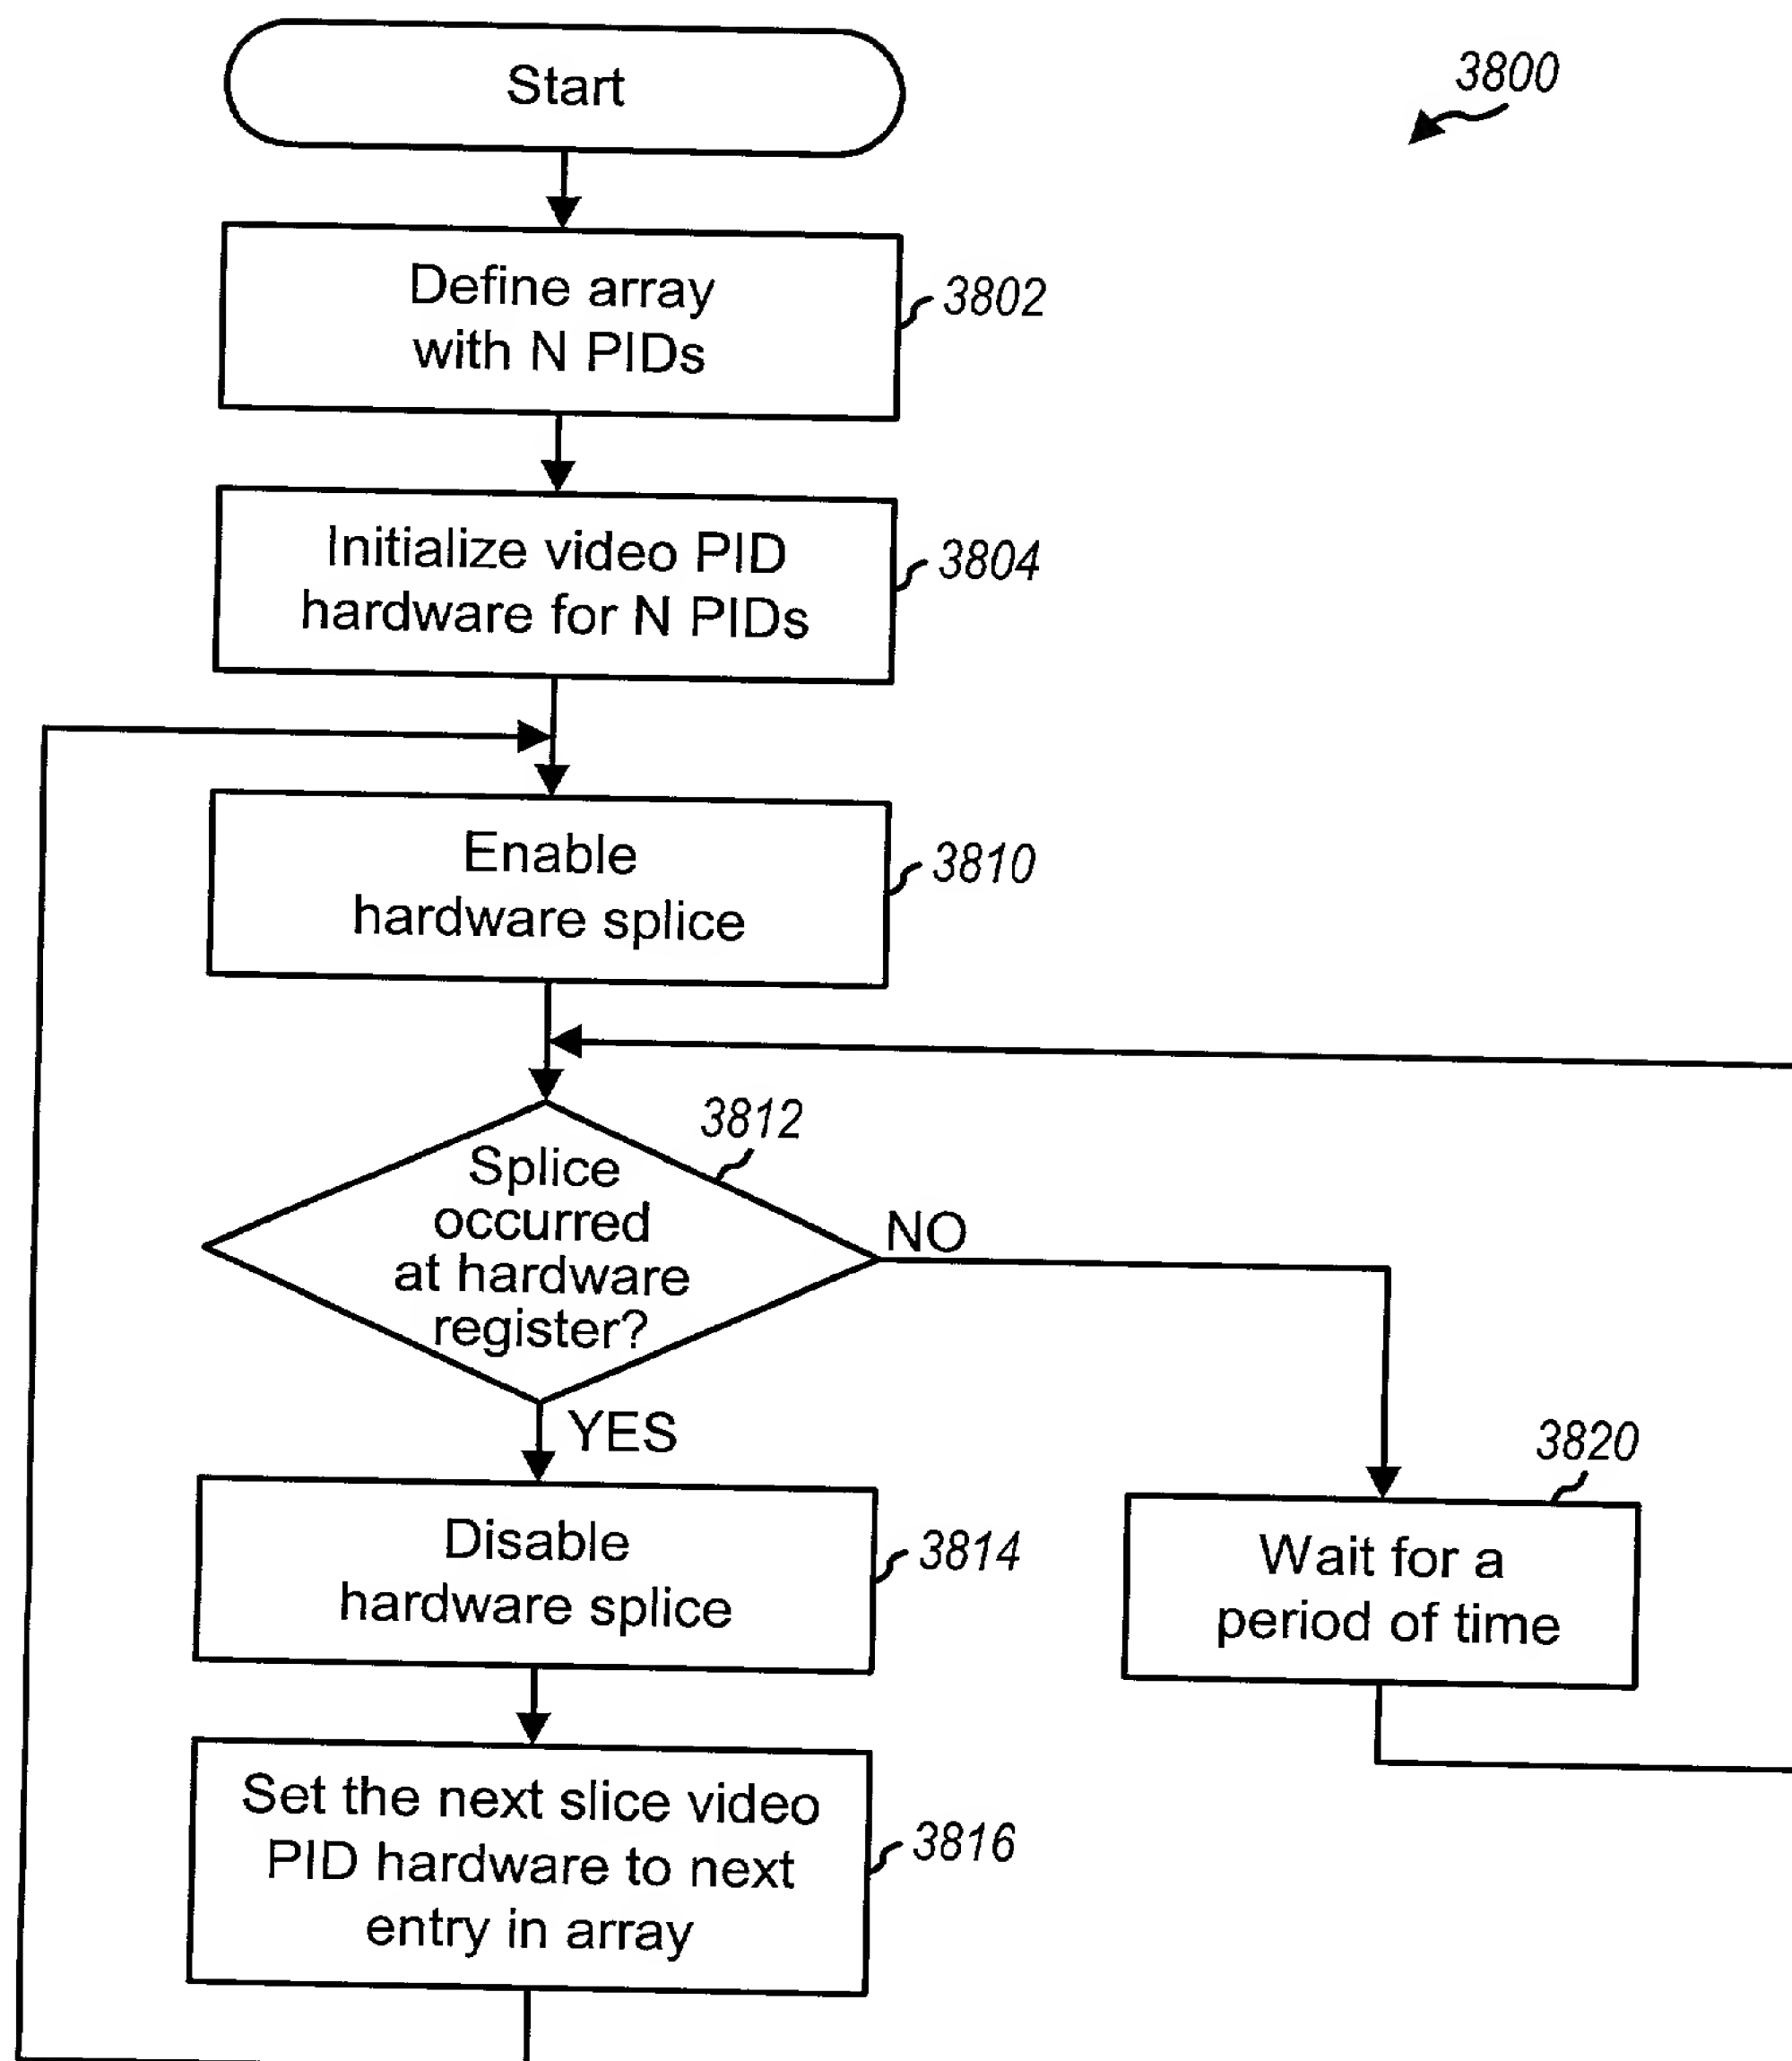 Start
3800
Define array
with N PIDs
3802
Initialize video PID
hardware for N PIDs
3804
Enable
hardware splice
3810
3812
Splice
occurred
at hardware
register?
NO
YES
3820
Disable
hardware splice
3814
Wait for a
period of time
Set the next slice video
PID hardware to next
entry in array
3816